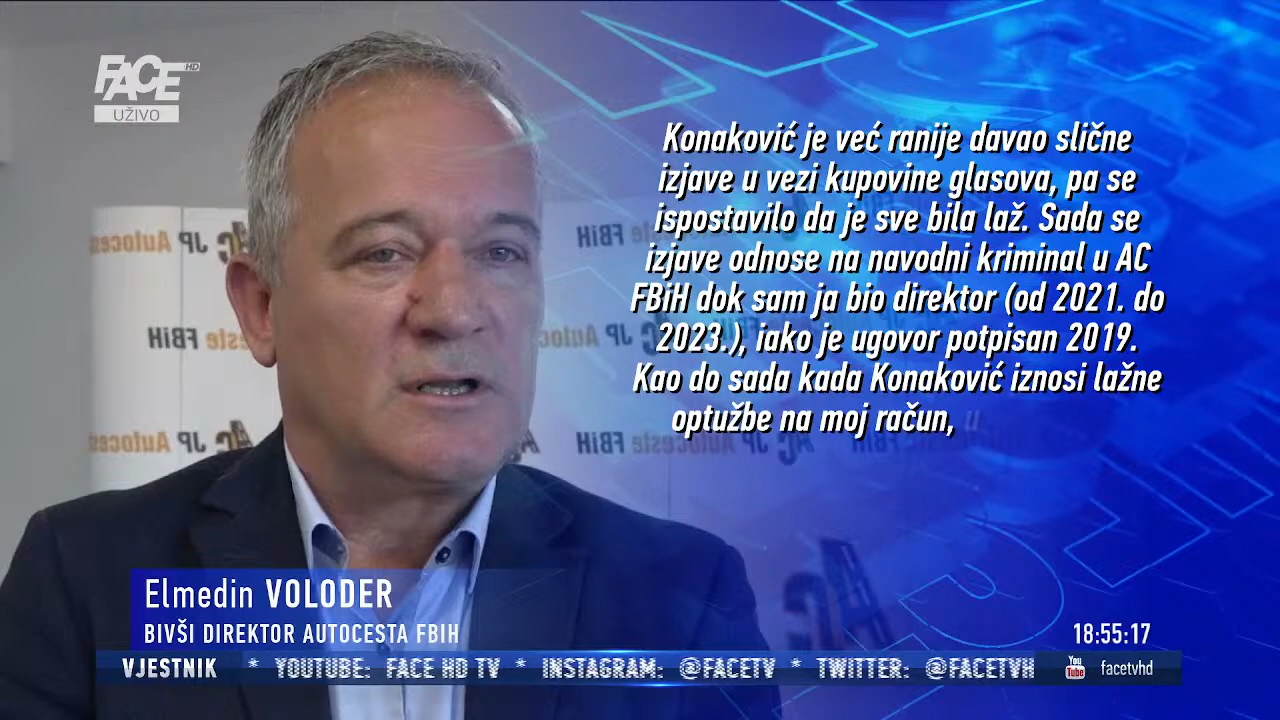 FACE HD
UŽIVO
Konaković je već ranije davao slične
izjave u vezi kupovine glasova, pa se
ispostavilo da je sve bila laž. Sada se
izjave odnose na navodni kriminal u AC
FBiH dok sam ja bio direktor (od 2021. do
2023.), iako je ugovor potpisan 2019.
Kao do sada kada Konaković iznosi lažne
optužbe na moj račun, u
AC JP Autoceste FBiH
Elmedin VOLODER
BIVŠI DIREKTOR AUTOCESTA FBIH
18:55:17
VJESTNIK * YOUTUBE: FACE HD TV * INSTAGRAM: @FACETV * TWITTER: @FACETVH
You Tube facetvhd